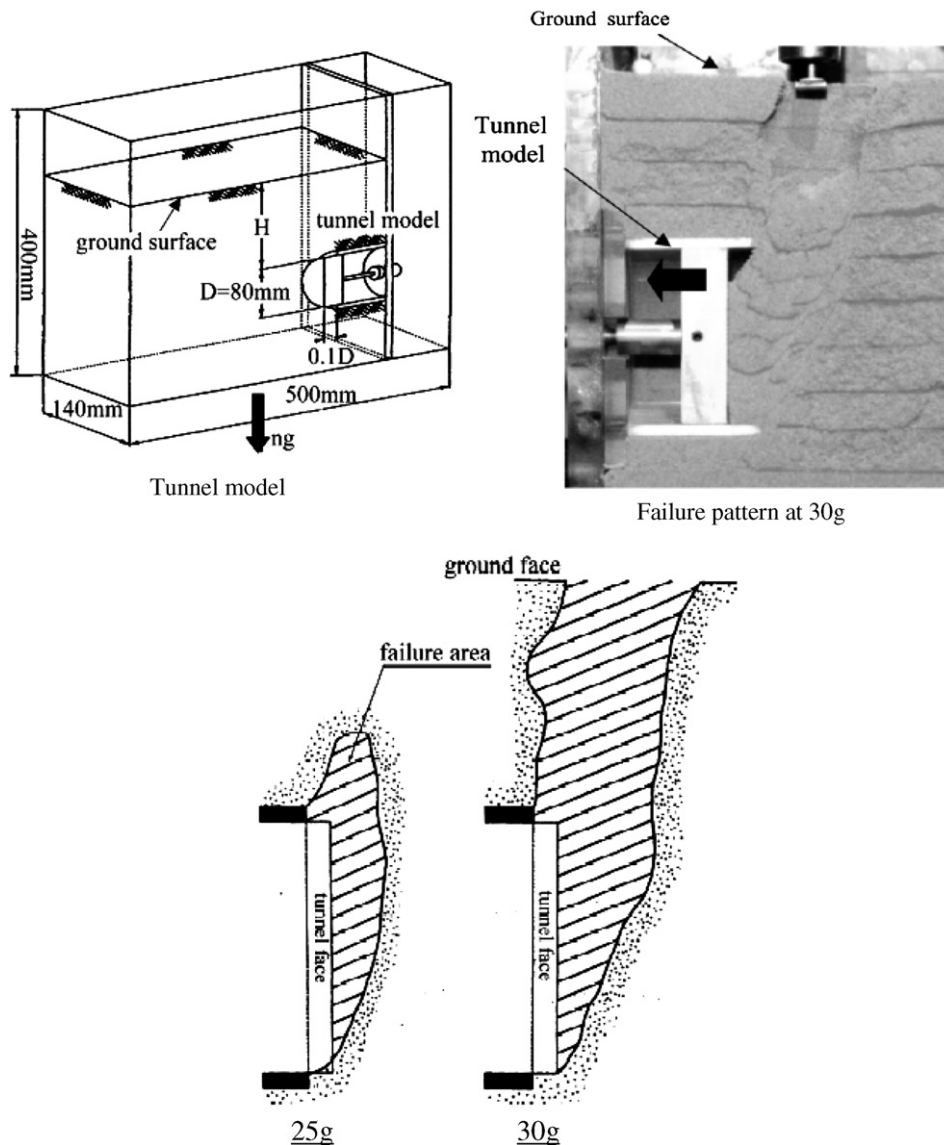 Ground surface
Tunnel
model
400mm
ground surface
H
tunnel model
D=80mm
0.1D
140mm
500mm
ng
Tunnel model
Failure pattern at 30g
ground face
failure area
tunnel face
tunnel face
25g
30g